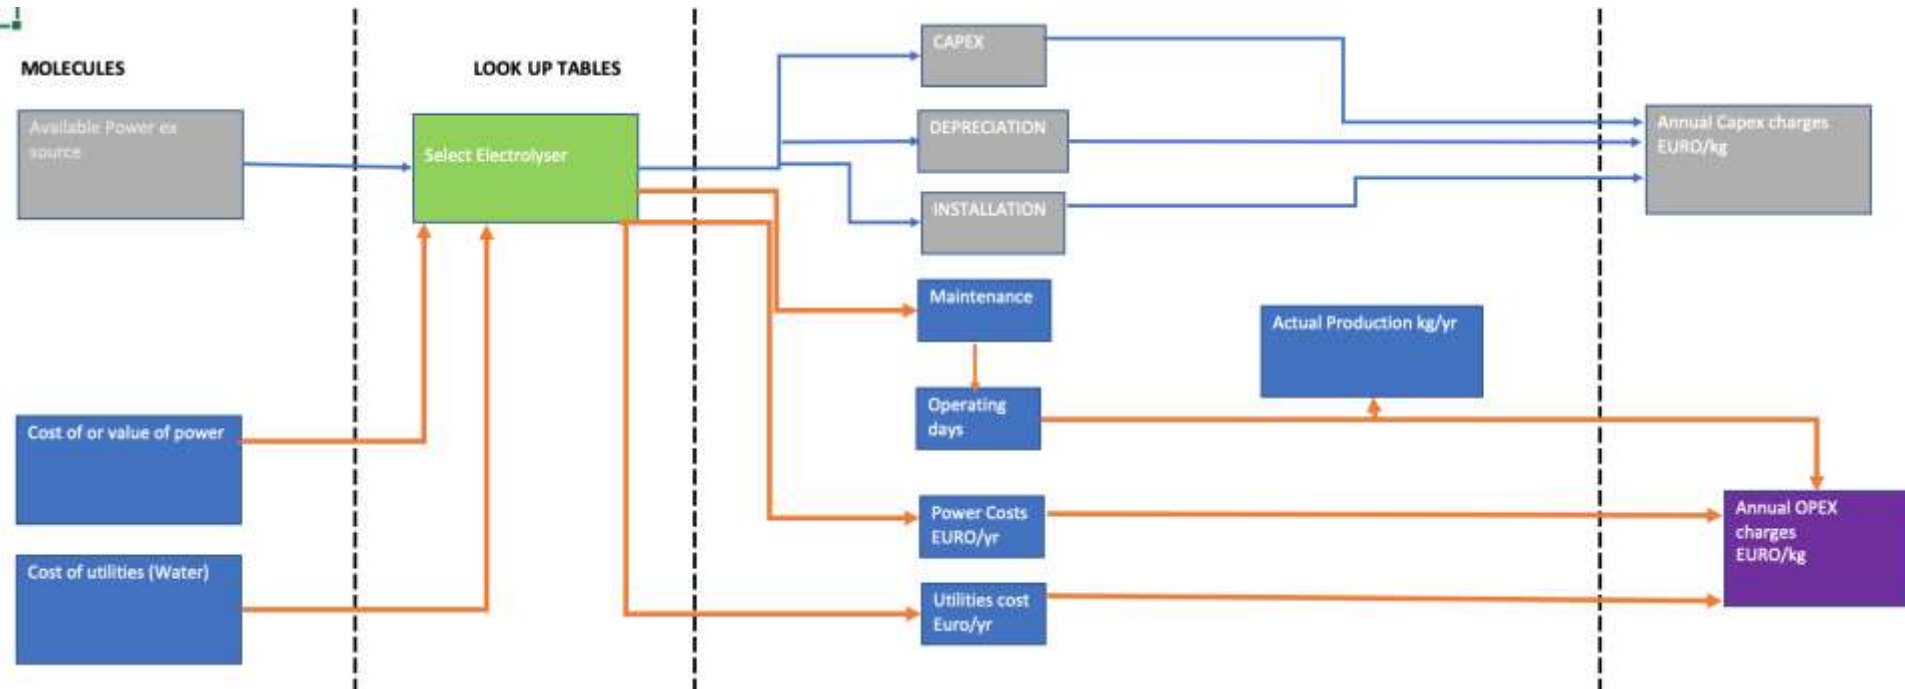 MOLECULES
LOOK UP TABLES
Available Power ex
source
Select Electrolyser
CAPEX
DEPRECIATION
INSTALLATION
Annual Capex charges
EURO/kg
Maintenance
Actual Production kg/yr
Operating
days
Cost of or value of power
Power Costs
EURO/yr
Annual OPEX
charges
EURO/kg
Cost of utilities (Water)
Utilities cost
Euro/yr